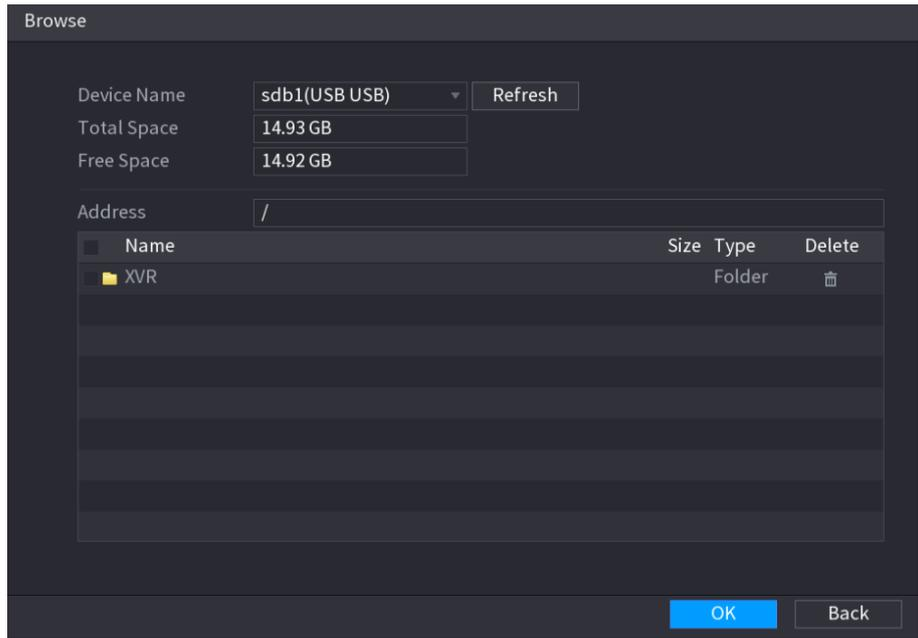 Browse
Device Name sdb1(USB USB) Refresh
Total Space 14.93 GB
Free Space 14.92 GB
Address /
Name Size Type Delete
XVR Folder
OK Back